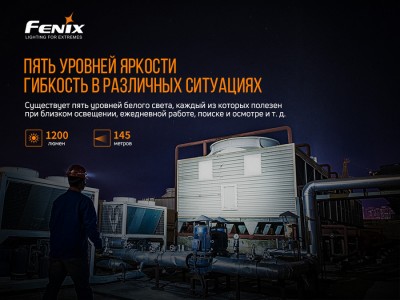 FENIX
LIGHTING FOR EXTREMES
ПЯТЬ УРОВНЕЙ ЯРКОСТИ
ГИБКОСТЬ В РАЗЛИЧНЫХ СИТУАЦИЯХ
Существует пять уровней белого света, каждый из которых полезен
при близком освещении, ежедневной работе, поиске и осмотре и т. д.
1200
люмен
145
метров